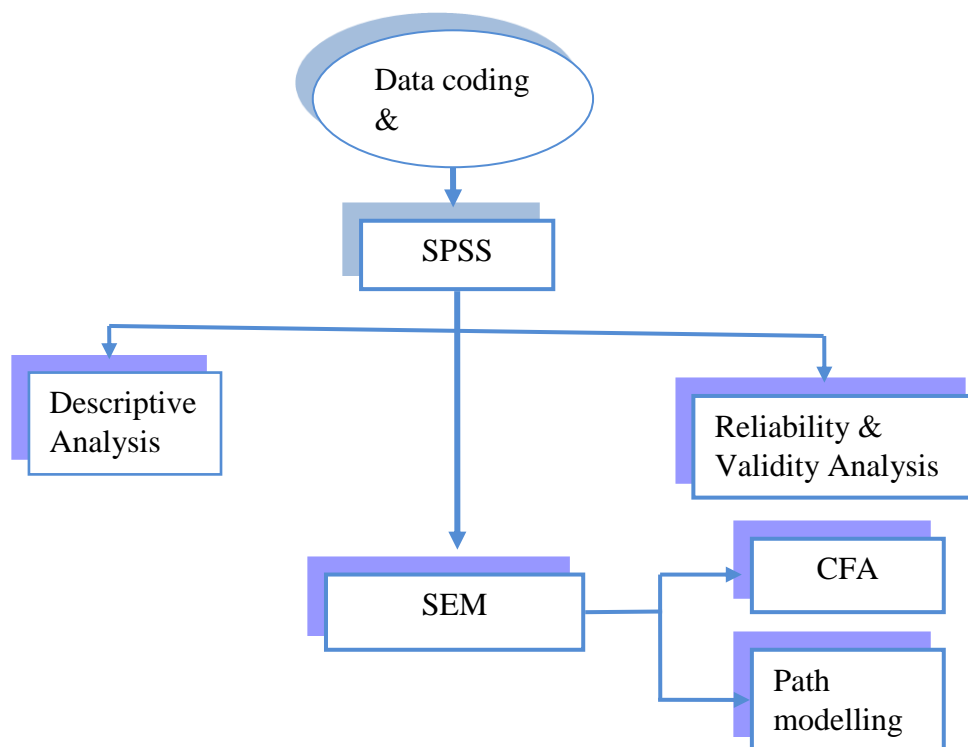 Data coding
&
SPSS
Descriptive
Analysis
Reliability &
Validity Analysis
SEM
CFA
Path
modelling